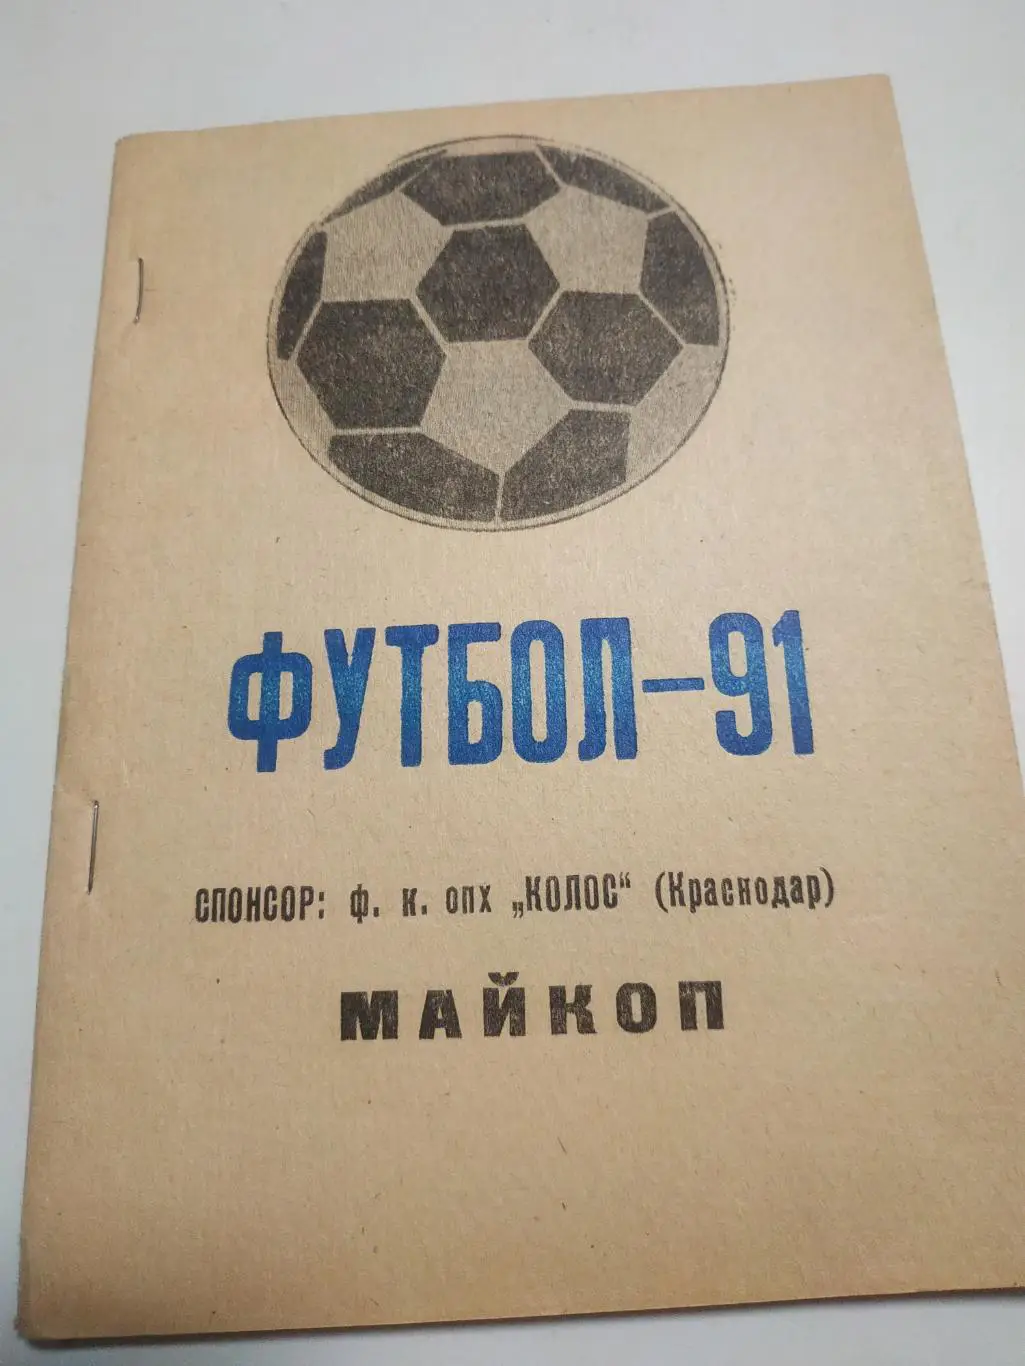 ФУТБОЛ—91
СПОНСОР: ф. к. опх „КОЛОС“ (Краснодар)
МАЙКОП